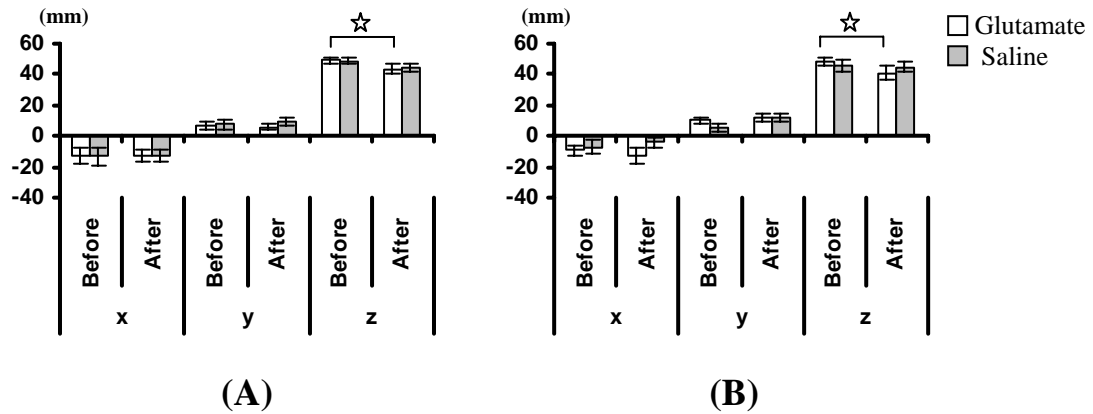 (mm)
60
40
20
0
-20
-40
Before
After
Before
After
Before
After
x
y
z
(A)
(mm)
60
40
20
0
-20
-40
Before
After
Before
After
Before
After
x
y
z
(B)
Glutamate
Saline